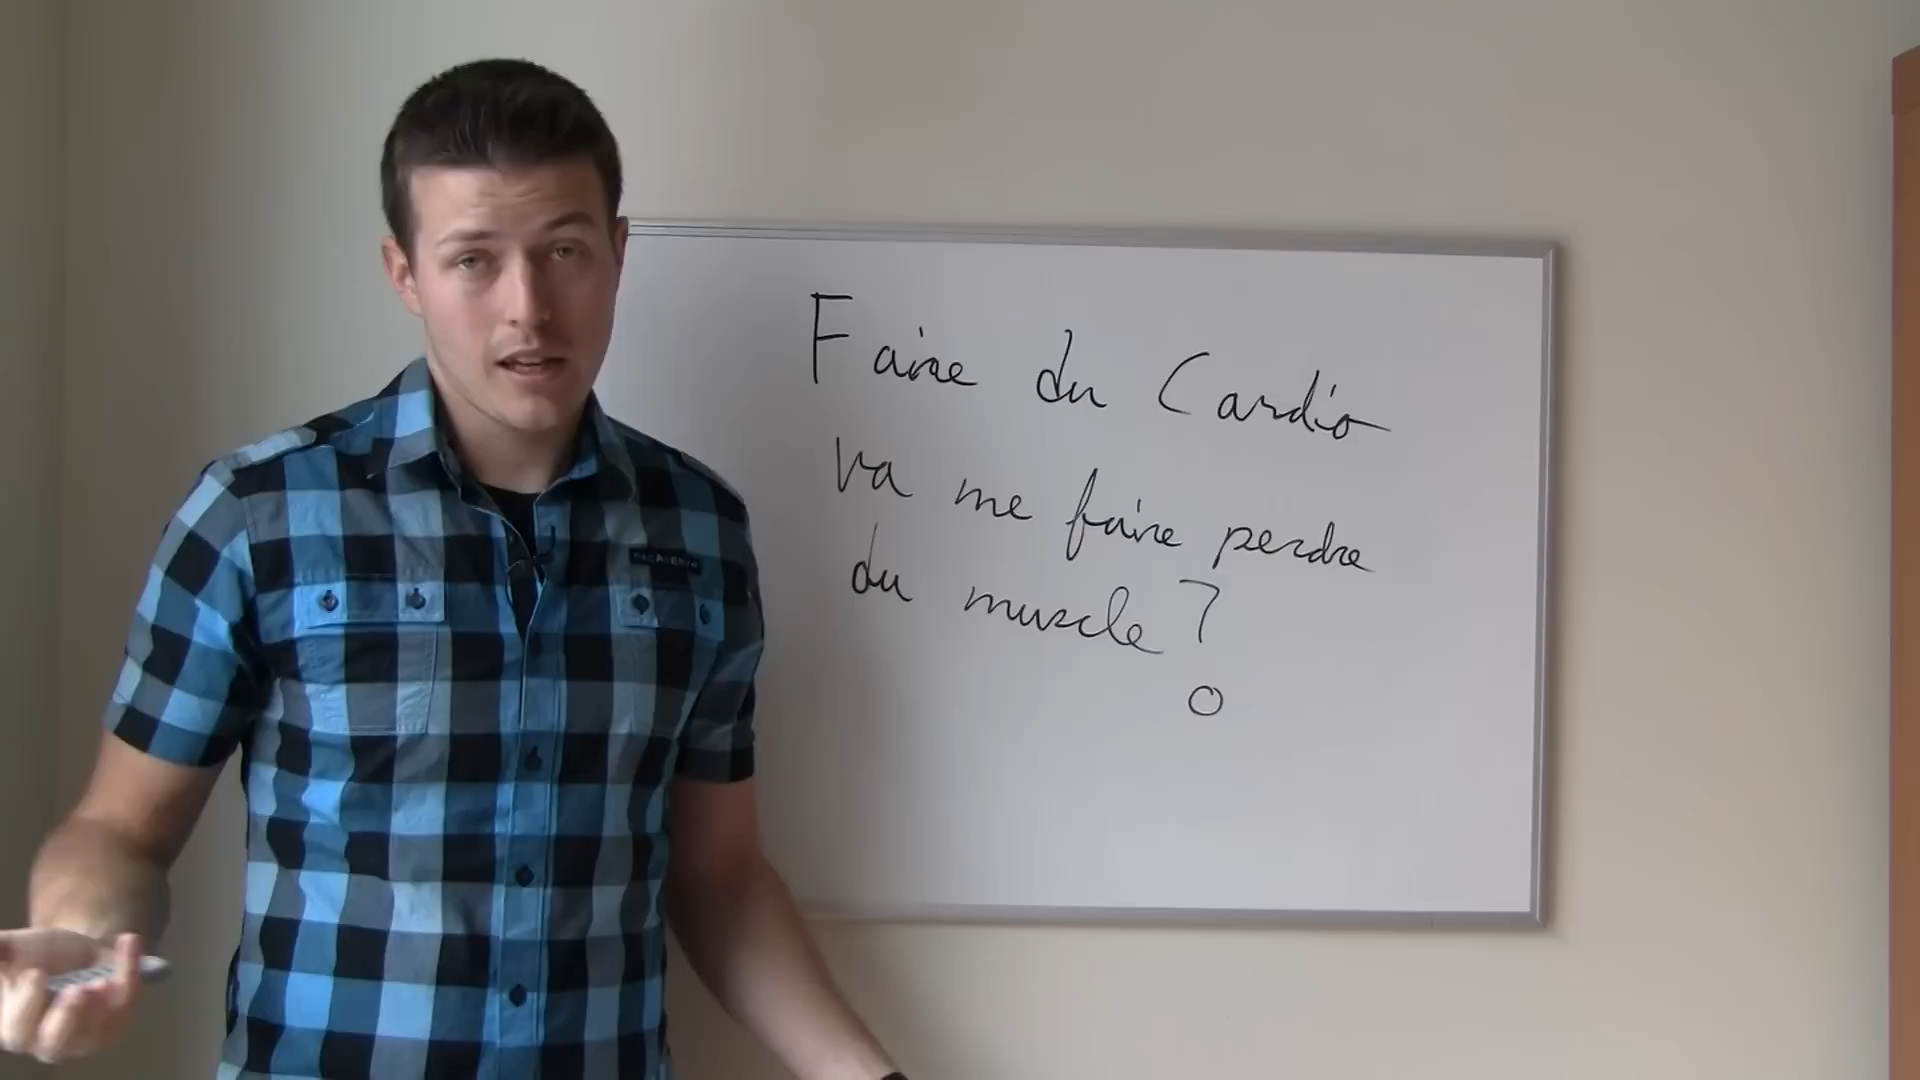 Faire du Cardio
va me faire perdre
du muscle ?